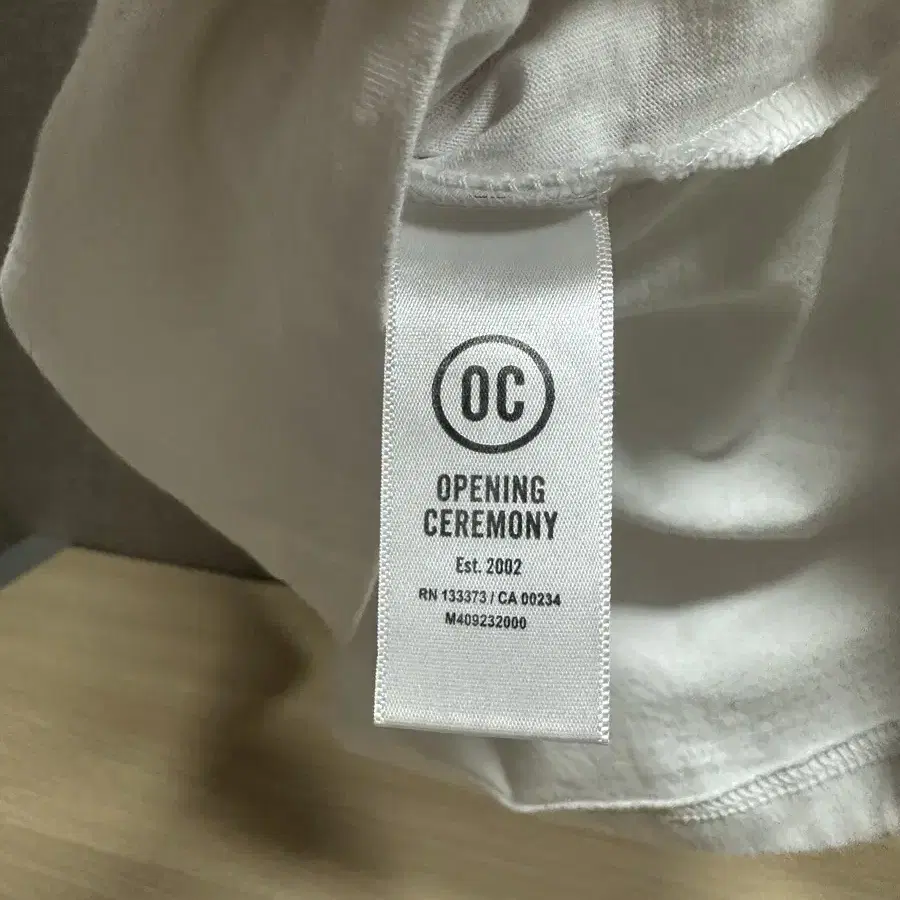 OC
OPENING
CEREMONY
Est. 2002
RN 133373 / CA 00234
M409232000